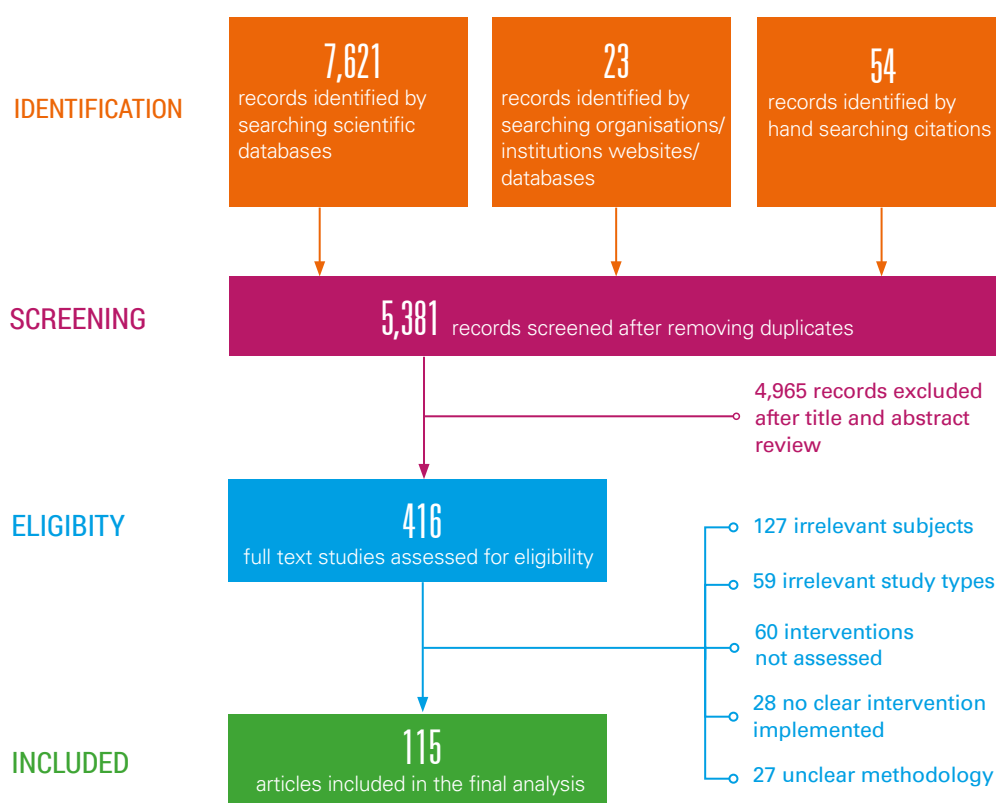 IDENTIFICATION
7,621
records identified by
searching scientific
databases
23
records identified by
searching organisations/
institutions websites/
databases
54
records identified by
hand searching citations
SCREENING
5,381 records screened after removing duplicates
4,965 records excluded
after title and abstract
review
ELIGIBITY
416
full text studies assessed for eligibility
127 irrelevant subjects
59 irrelevant study types
60 interventions
not assessed
28 no clear intervention
implemented
27 unclear methodology
INCLUDED
115
articles included in the final analysis